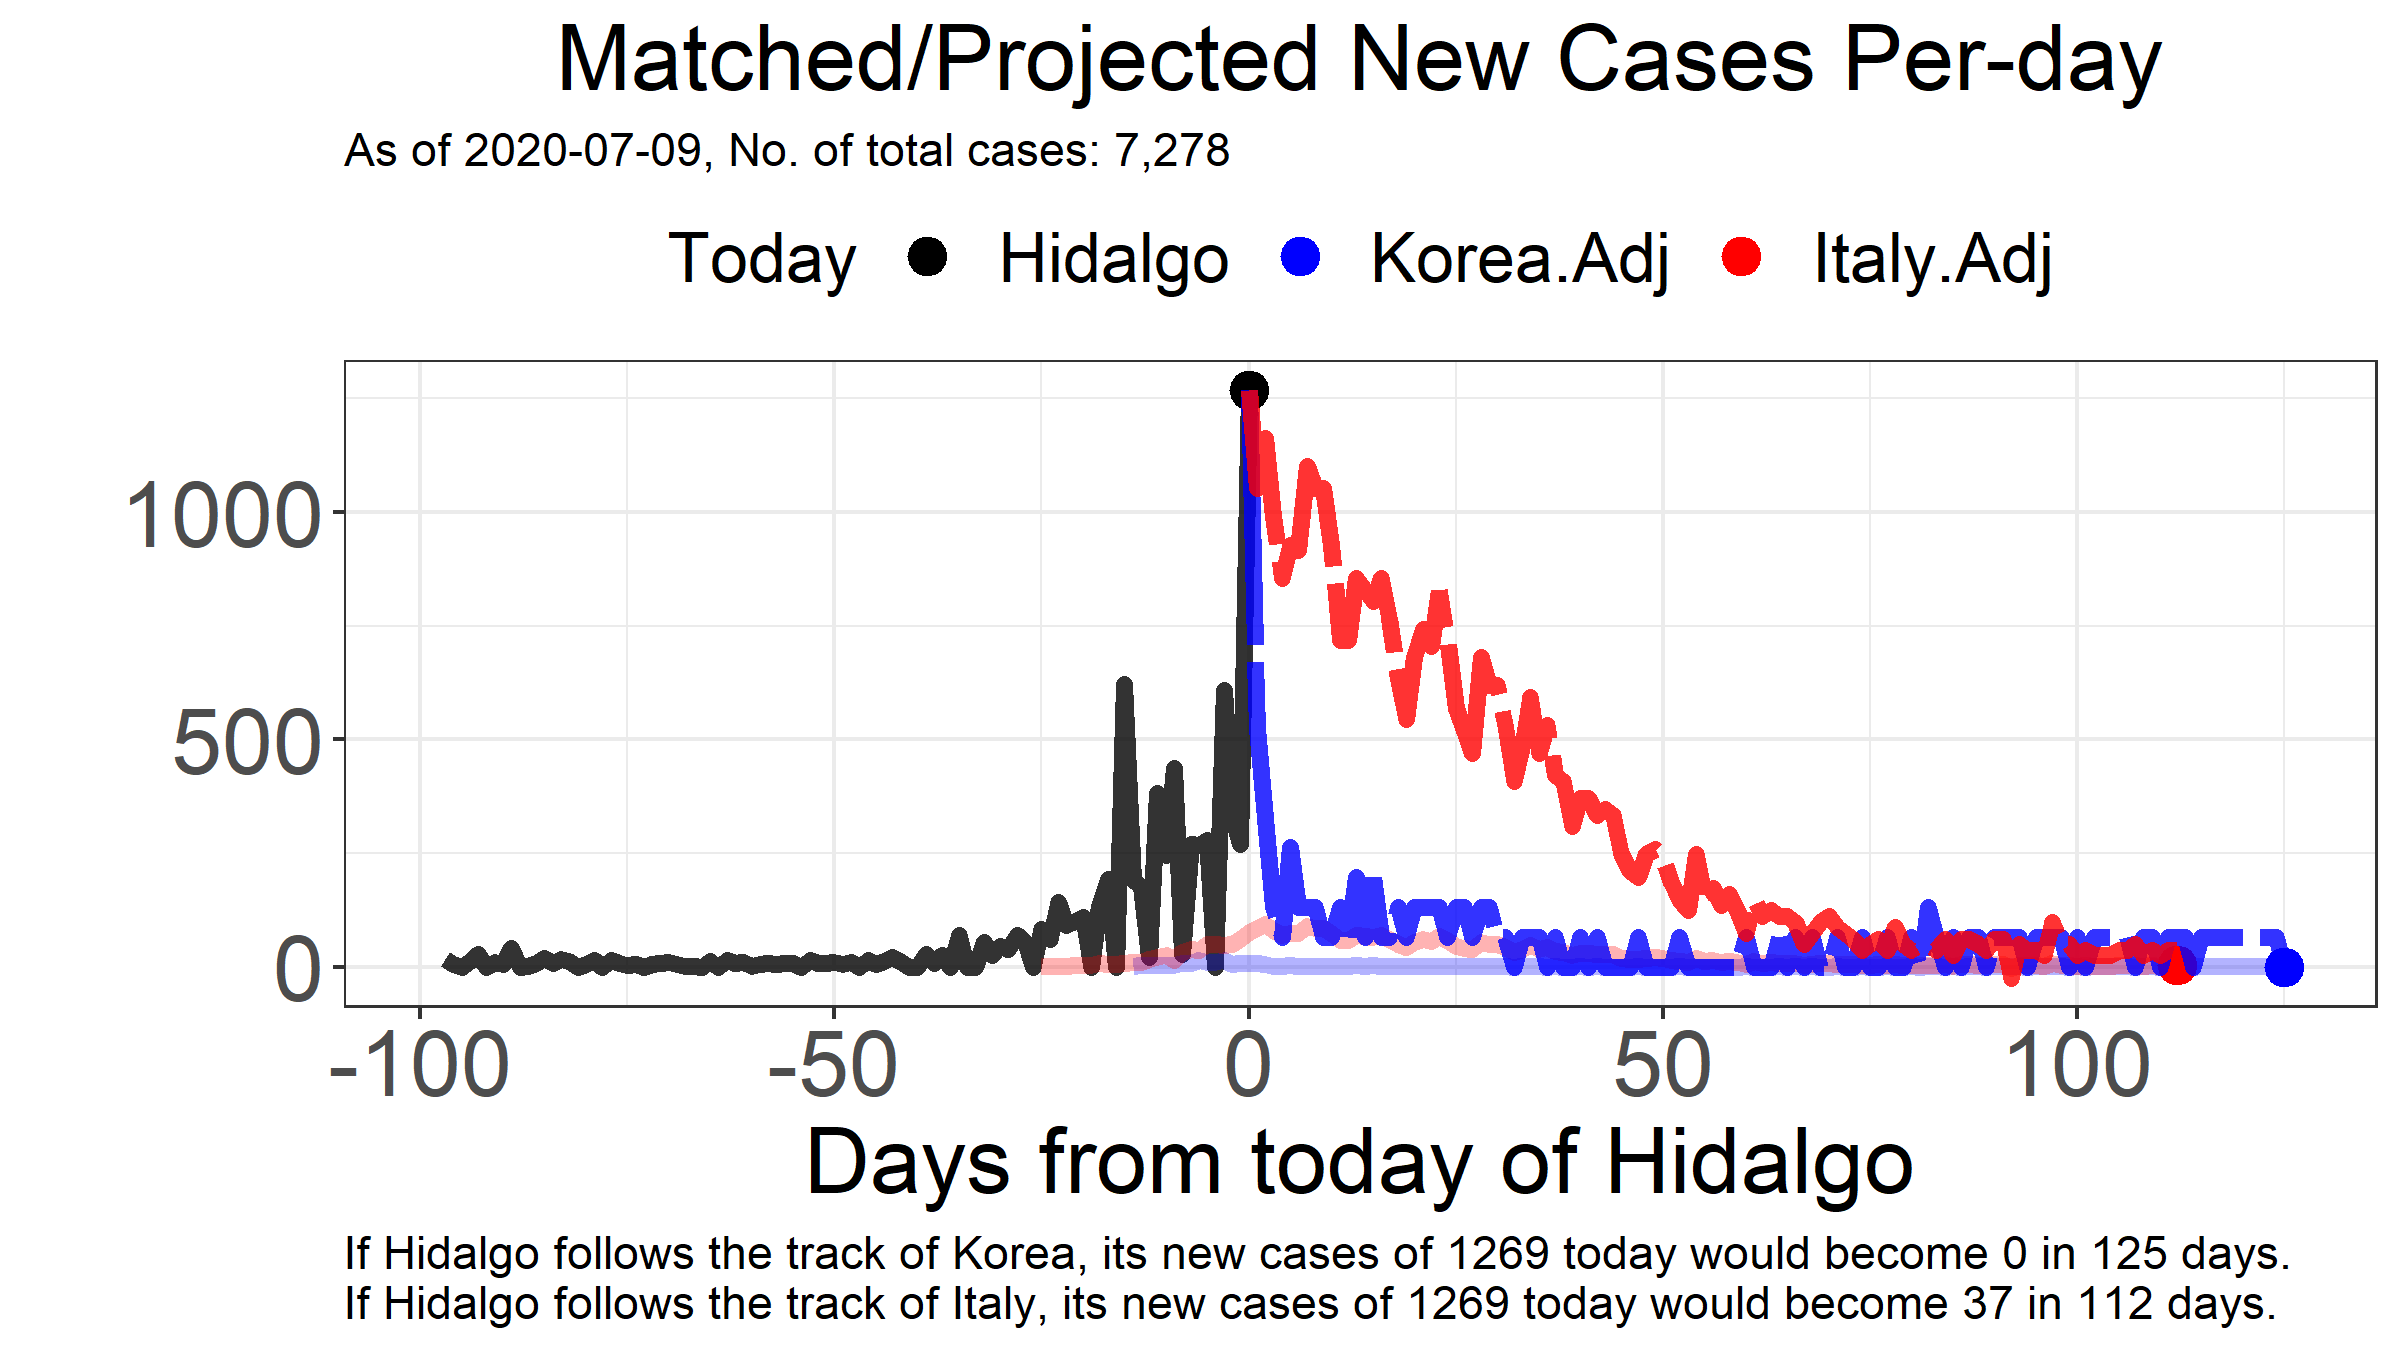 Matched/Projected New Cases Per-day
As of 2020-07-09, No. of total cases: 7,278
Today Hidalgo Korea.Adj Italy.Adj
1000
500
0
-100 -50 0 50 100
Days from today of Hidalgo
If Hidalgo follows the track of Korea, its new cases of 1269 today would become 0 in 125 days.
If Hidalgo follows the track of Italy, its new cases of 1269 today would become 37 in 112 days.